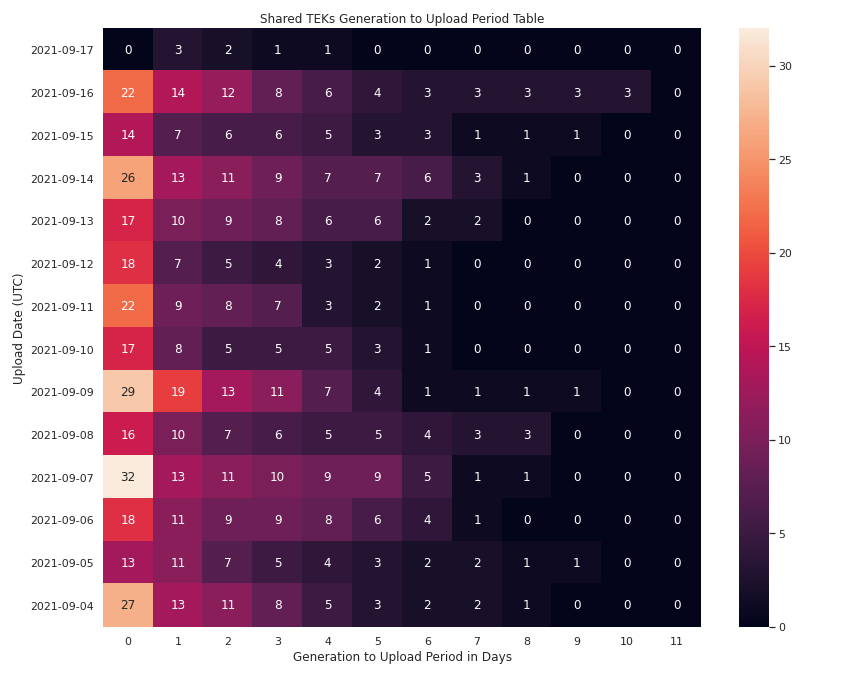 Shared TEKs Generation to Upload Period Table
Upload Date (UTC)
2021-09-17 0 3 2 1 1 0 0 0 0 0 0 0
2021-09-16 22 14 12 8 6 4 3 3 3 3 3 0
2021-09-15 14 7 6 6 5 3 3 1 1 1 0 0
2021-09-14 26 13 11 9 7 7 6 3 1 0 0 0
2021-09-13 17 10 9 8 6 6 2 2 0 0 0 0
2021-09-12 18 7 5 4 3 2 1 0 0 0 0 0
2021-09-11 22 9 8 7 3 2 1 0 0 0 0 0
2021-09-10 17 8 5 5 5 3 1 0 0 0 0 0
2021-09-09 29 19 13 11 7 4 1 1 1 1 0 0
2021-09-08 16 10 7 6 5 5 4 3 3 0 0 0
2021-09-07 32 13 11 10 9 9 5 1 1 0 0 0
2021-09-06 18 11 9 9 8 6 4 1 0 0 0 0
2021-09-05 13 11 7 5 4 3 2 2 1 1 0 0
2021-09-04 27 13 11 8 5 3 2 2 1 0 0 0
0 1 2 3 4 5 6 7 8 9 10 11
Generation to Upload Period in Days
30
25
20
15
10
5
0